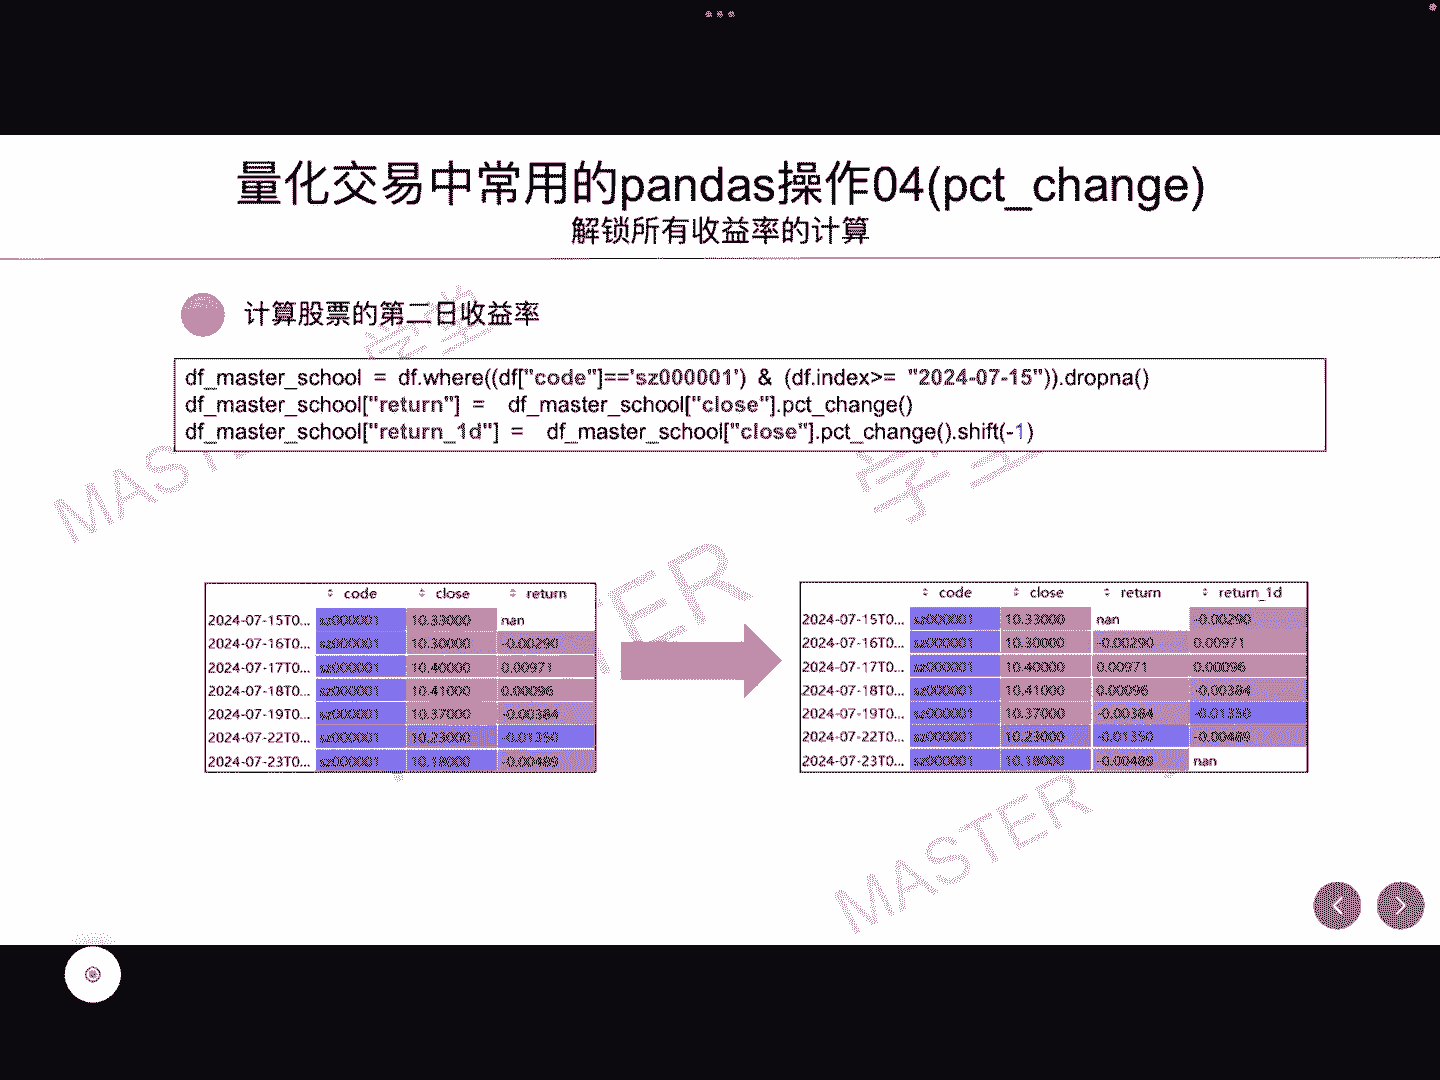 量化交易中常用的pandas操作04(pct_change)
解锁所有收益率的计算
计算股票的第二日收益率
df_master_school = df.where((df["code"]=='sz000001') & (df.index>= "2024-07-15")).dropna()
df_master_school["return"] = df_master_school["close"].pct_change()
df_master_school["return_1d"] = df_master_school["close"].pct_change().shift(-1)
code close return
2024-07-15T0... sz000001 10.33000 nan
2024-07-16T0... sz000001 10.30000 -0.00290
2024-07-17T0... sz000001 10.40000 0.00971
2024-07-18T0... sz000001 10.41000 0.00096
2024-07-19T0... sz000001 10.37000 -0.00384
2024-07-22T0... sz000001 10.23000 -0.01350
2024-07-23T0... sz000001 10.18000 -0.00489
code close return return_1d
2024-07-15T0... sz000001 10.33000 nan -0.00290
2024-07-16T0... sz000001 10.30000 -0.00290 0.00971
2024-07-17T0... sz000001 10.40000 0.00971 0.00096
2024-07-18T0... sz000001 10.41000 0.00096 -0.00384
2024-07-19T0... sz000001 10.37000 -0.00384 -0.01350
2024-07-22T0... sz000001 10.23000 -0.01350 -0.00489
2024-07-23T0... sz000001 10.18000 -0.00489 nan
学堂
学堂
MASTER